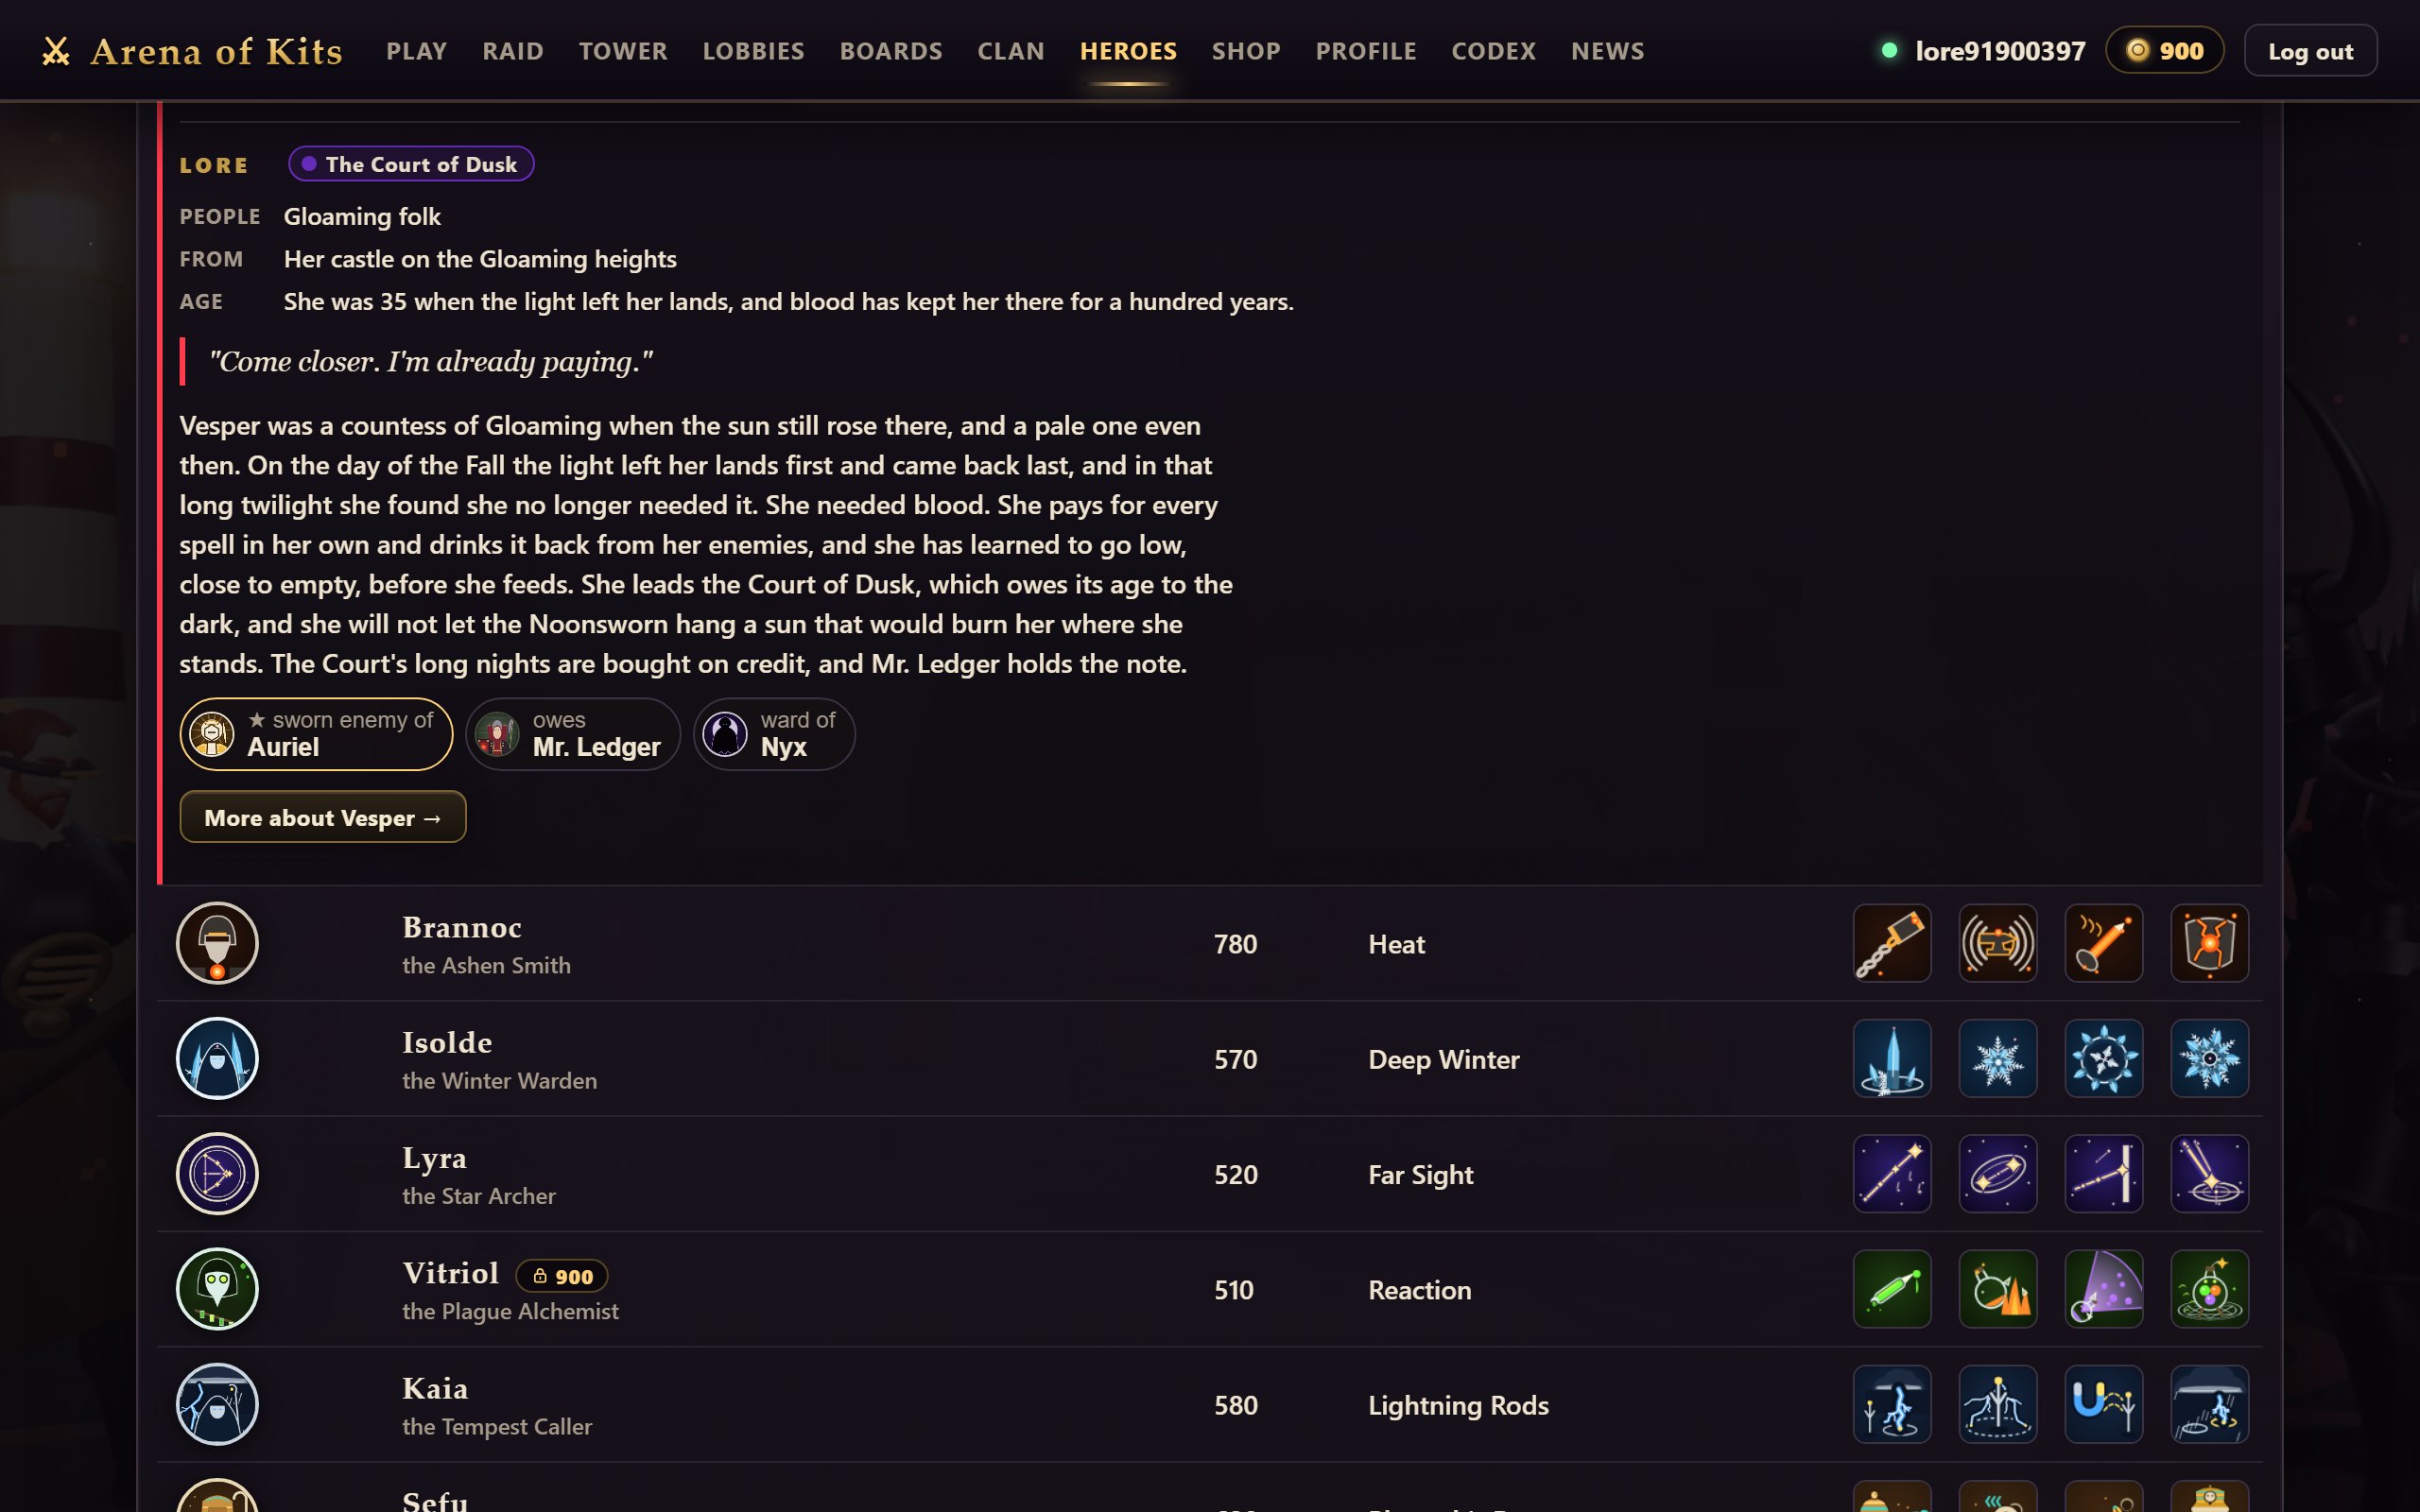 Arena of Kits PLAY RAID TOWER LOBBIES BOARDS CLAN HEROES SHOP PROFILE CODEX NEWS lore91900397 900 Log out
LORE The Court of Dusk
PEOPLE Gloaming folk
FROM Her castle on the Gloaming heights
AGE She was 35 when the light left her lands, and blood has kept her there for a hundred years.
"Come closer. I'm already paying."
Vesper was a countess of Gloaming when the sun still rose there, and a pale one even
then. On the day of the Fall the light left her lands first and came back last, and in that
long twilight she found she no longer needed it. She needed blood. She pays for every
spell in her own and drinks it back from her enemies, and she has learned to go low,
close to empty, before she feeds. She leads the Court of Dusk, which owes its age to the
dark, and she will not let the Noonsworn hang a sun that would burn her where she
stands. The Court's long nights are bought on credit, and Mr. Ledger holds the note.
★ sworn enemy of
Auriel
owes
Mr. Ledger
ward of
Nyx
More about Vesper →
Brannoc
the Ashen Smith
780
Heat
Isolde
the Winter Warden
570
Deep Winter
Lyra
the Star Archer
520
Far Sight
Vitriol 900
the Plague Alchemist
510
Reaction
Kaia
the Tempest Caller
580
Lightning Rods
Sefu